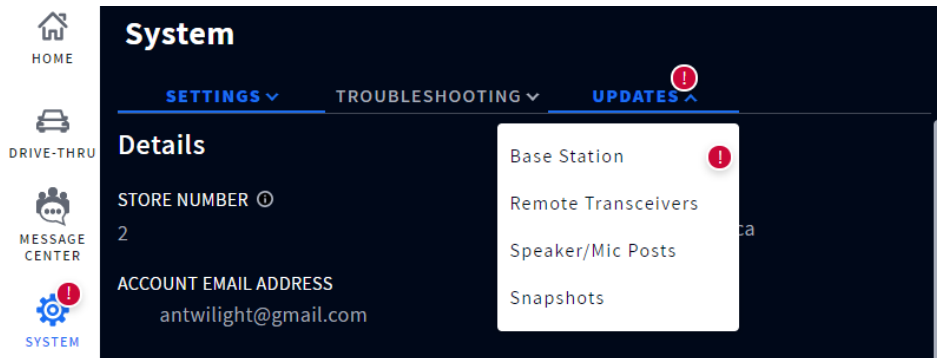 HOME
DRIVE-THRU
MESSAGE
CENTER
SYSTEM
System
SETTINGS TROUBLESHOOTING UPDATES
Details
STORE NUMBER
2
ACCOUNT EMAIL ADDRESS
antwilight@gmail.com
Base Station
Remote Transceivers
Speaker/Mic Posts
Snapshots
ca